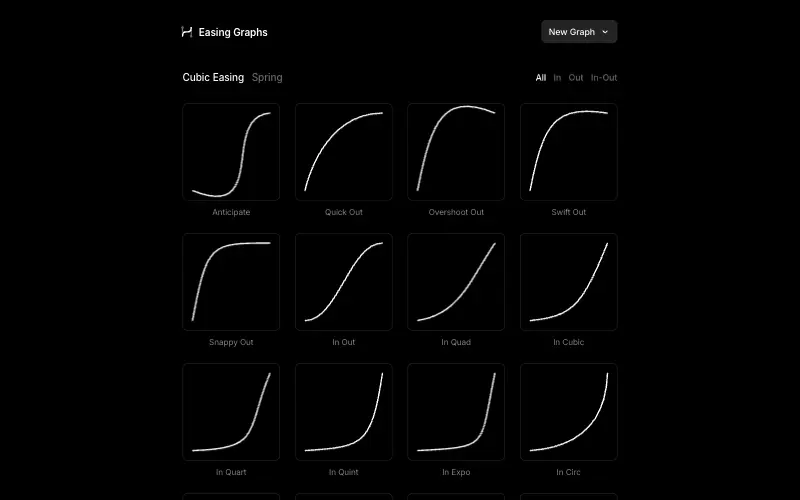 Easing Graphs
New Graph
Cubic Easing Spring
All In Out In-Out
Anticipate Quick Out Overshoot Out Swift Out
Snappy Out In Out In Quad In Cubic
In Quart In Quint In Expo In Circ